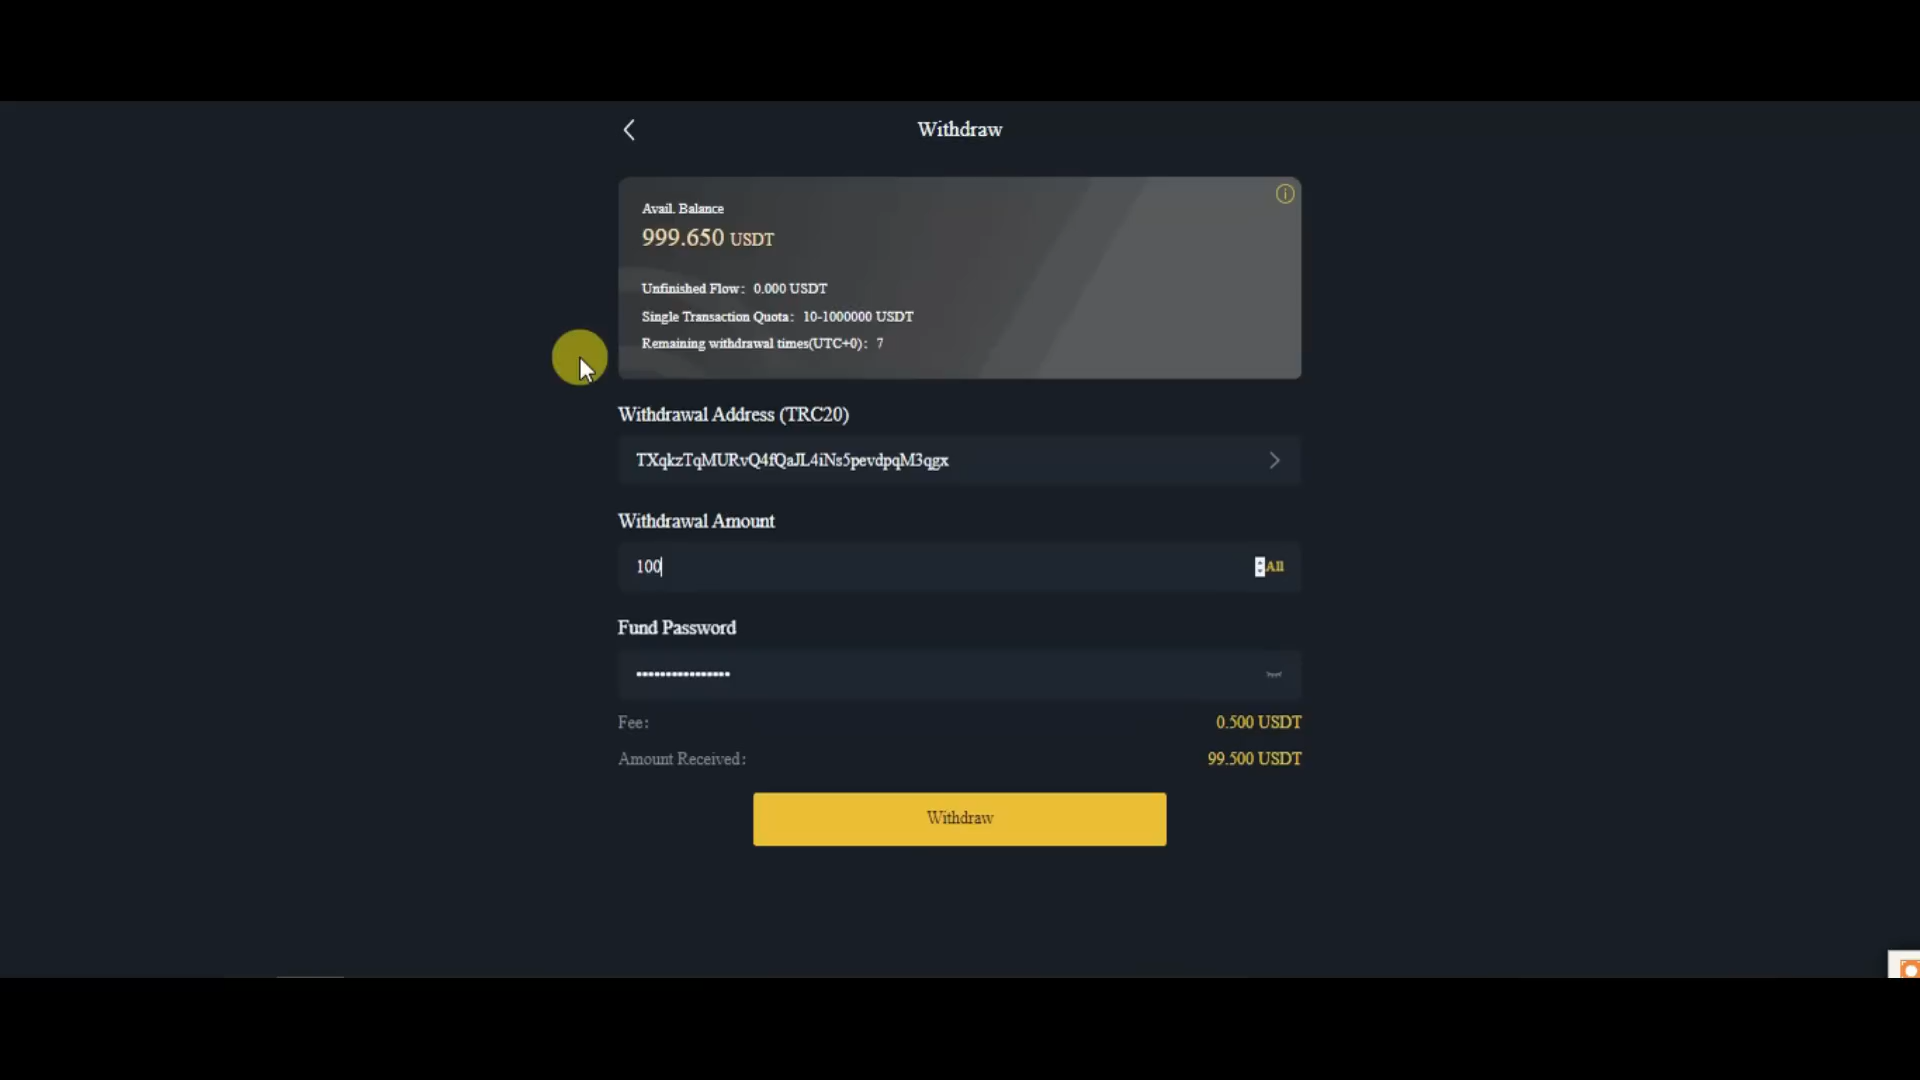 Withdraw
Avail. Balance
999.650 USDT
Unfinished Flow: 0.000 USDT
Single Transaction Quota: 10-1000000 USDT
Remaining withdrawal times(UTC+0): 7
Withdrawal Address (TRC20)
TXqkzTqMURvQ4fQaJL4iNs5pevdpqM3qgx
Withdrawal Amount
100
All
Fund Password
••••••••••••••••
Fee: 0.500 USDT
Amount Received: 99.500 USDT
Withdraw